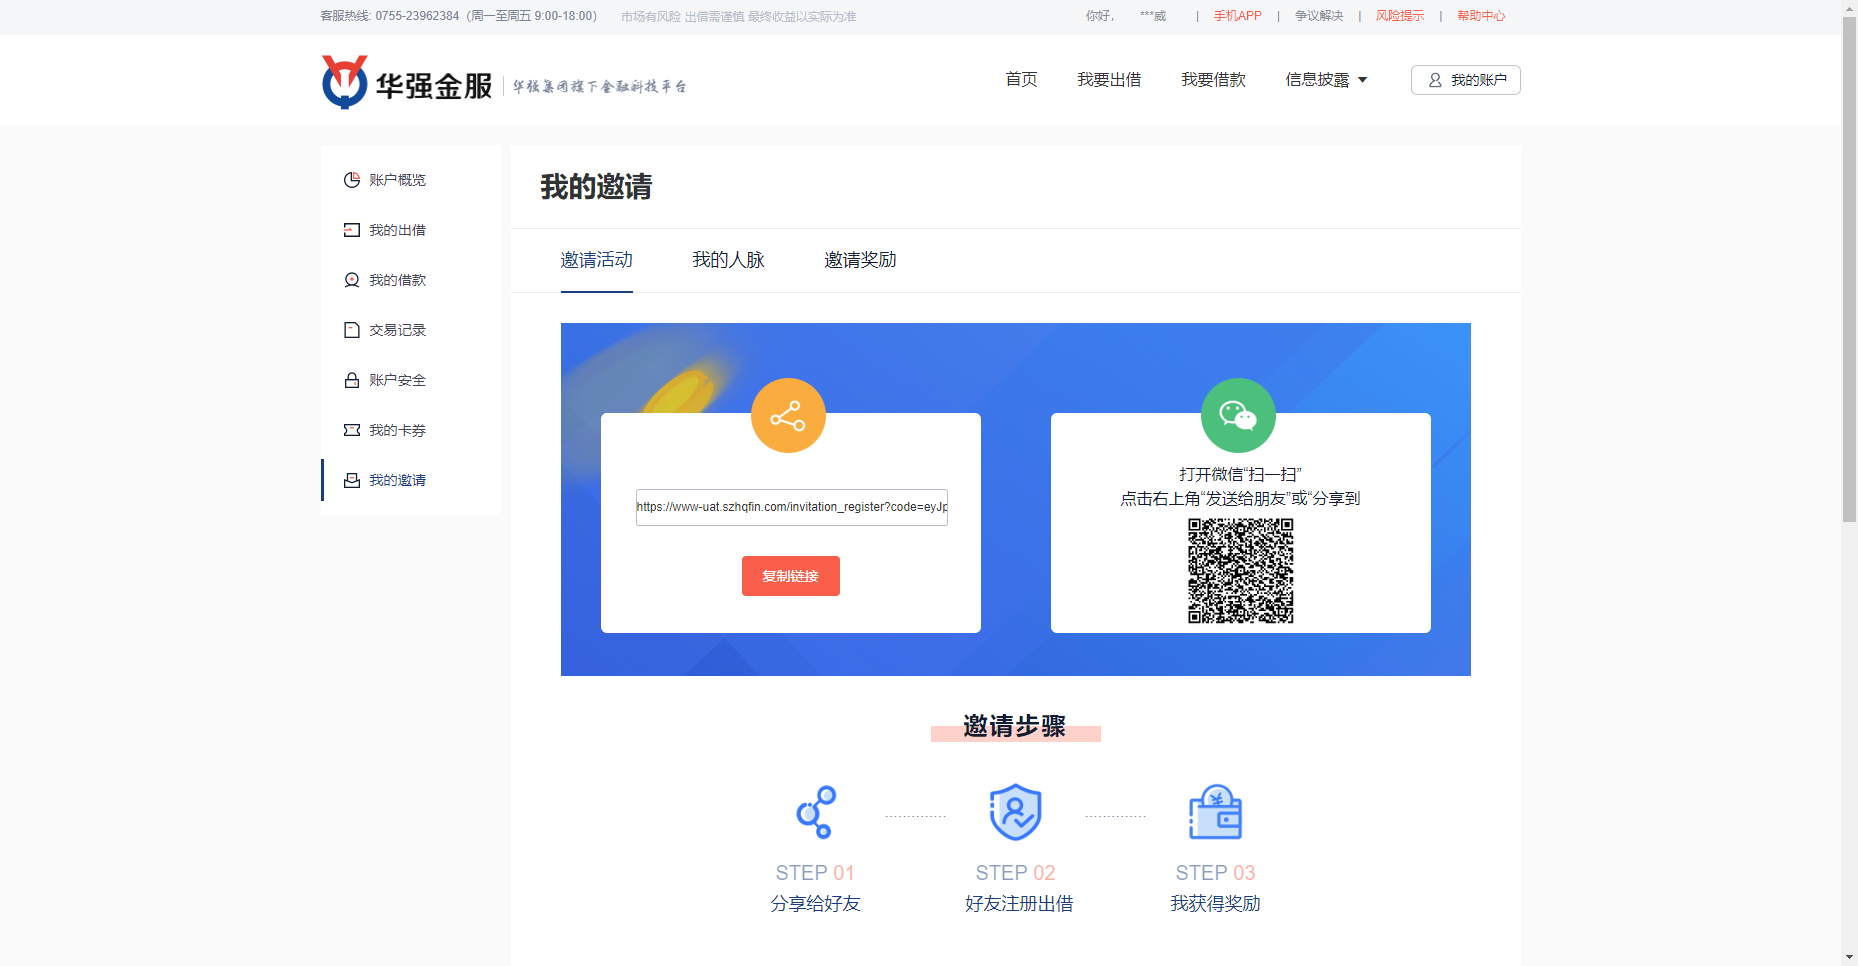 客服热线: 0755-23962384（周一至周五 9:00-18:00） 市场有风险 出借需谨慎 最终收益以实际为准 你好， ***威 | 手机APP | 争议解决 | 风险提示 | 帮助中心
华强金服 华强集团旗下金融科技平台 首页 我要出借 我要借款 信息披露 我的账户
账户概览
我的出借
我的借款
交易记录
账户安全
我的卡券
我的邀请
我的邀请
邀请活动 我的人脉 邀请奖励
https://www-uat.szhqfin.com/invitation_register?code=eyJp
复制链接
打开微信“扫一扫”
点击右上角“发送给朋友”或“分享到
邀请步骤
STEP 01 STEP 02 STEP 03
分享给好友 好友注册出借 我获得奖励